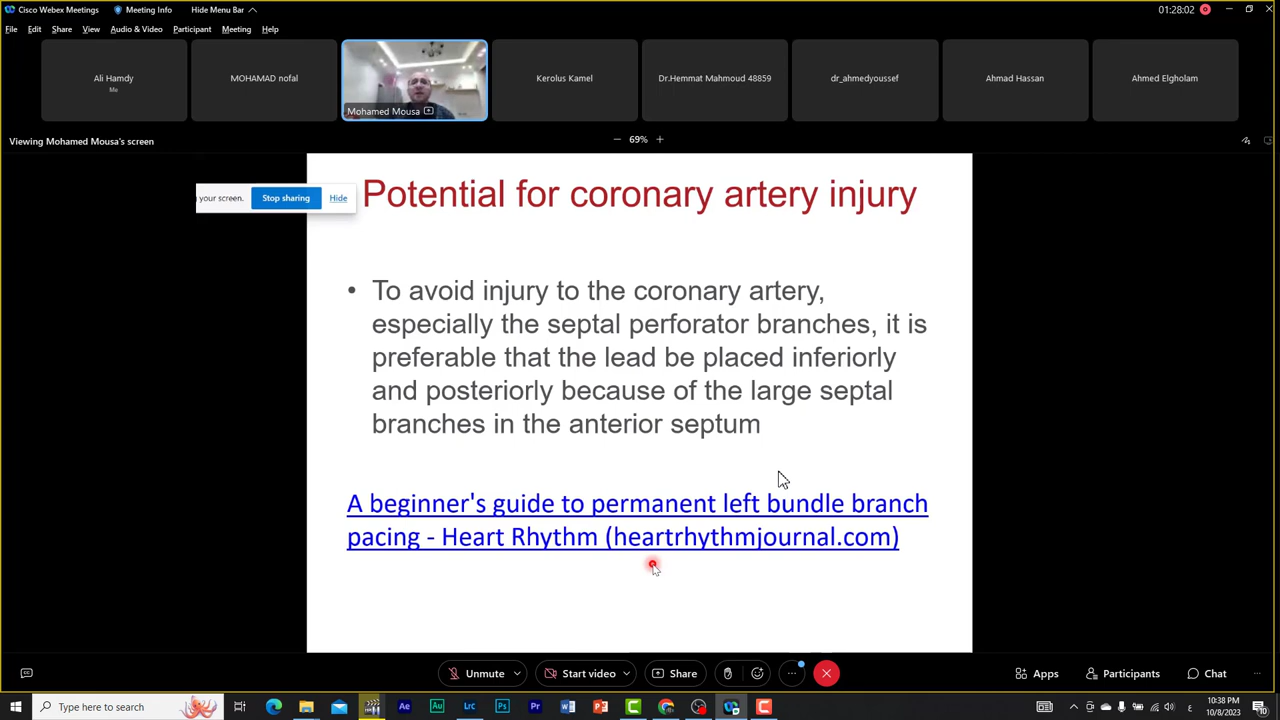 Cisco Webex Meetings
Meeting Info
Hide Menu Bar
01:28:02
File
Edit
Share
View
Audio & Video
Participant
Meeting
Help
Ali Hamdy
Me
MOHAMAD nofal
Mohamed Mousa
Kerolus Kamel
Dr.Hemmat Mahmoud 48859
dr_ahmedyoussef
Ahmad Hassan
Ahmed Elgholam
Viewing Mohamed Mousa's screen
69%
your screen.
Stop sharing
Hide
Potential for coronary artery injury
• To avoid injury to the coronary artery,
especially the septal perforator branches, it is
preferable that the lead be placed inferiorly
and posteriorly because of the large septal
branches in the anterior septum
A beginner's guide to permanent left bundle branch
pacing - Heart Rhythm (heartrhythmjournal.com)
Unmute
Start video
Share
Apps
Participants
Chat
Type here to search
Ae
Au
Lrc
Ps
Pr
10:38 PM
10/8/2023